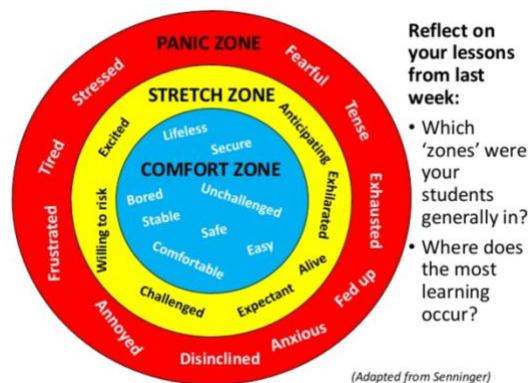 PANIC ZONE
Stressed
Fearful
Tired
Tense
Frustrated
Exhausted
Annoyed
Fed up
Disinclined
Anxious
STRETCH ZONE
Excited
Anticipating
Willing to risk
Exhilarated
Challenged
Alive
Expectant
Lifeless
Secure
COMFORT ZONE
Bored
Unchallenged
Stable
Safe
Comfortable
Easy
Reflect on
your lessons
from last
week:
• Which
‘zones’ were
your
students
generally in?
• Where does
the most
learning
occur?
(Adapted from Senninger)